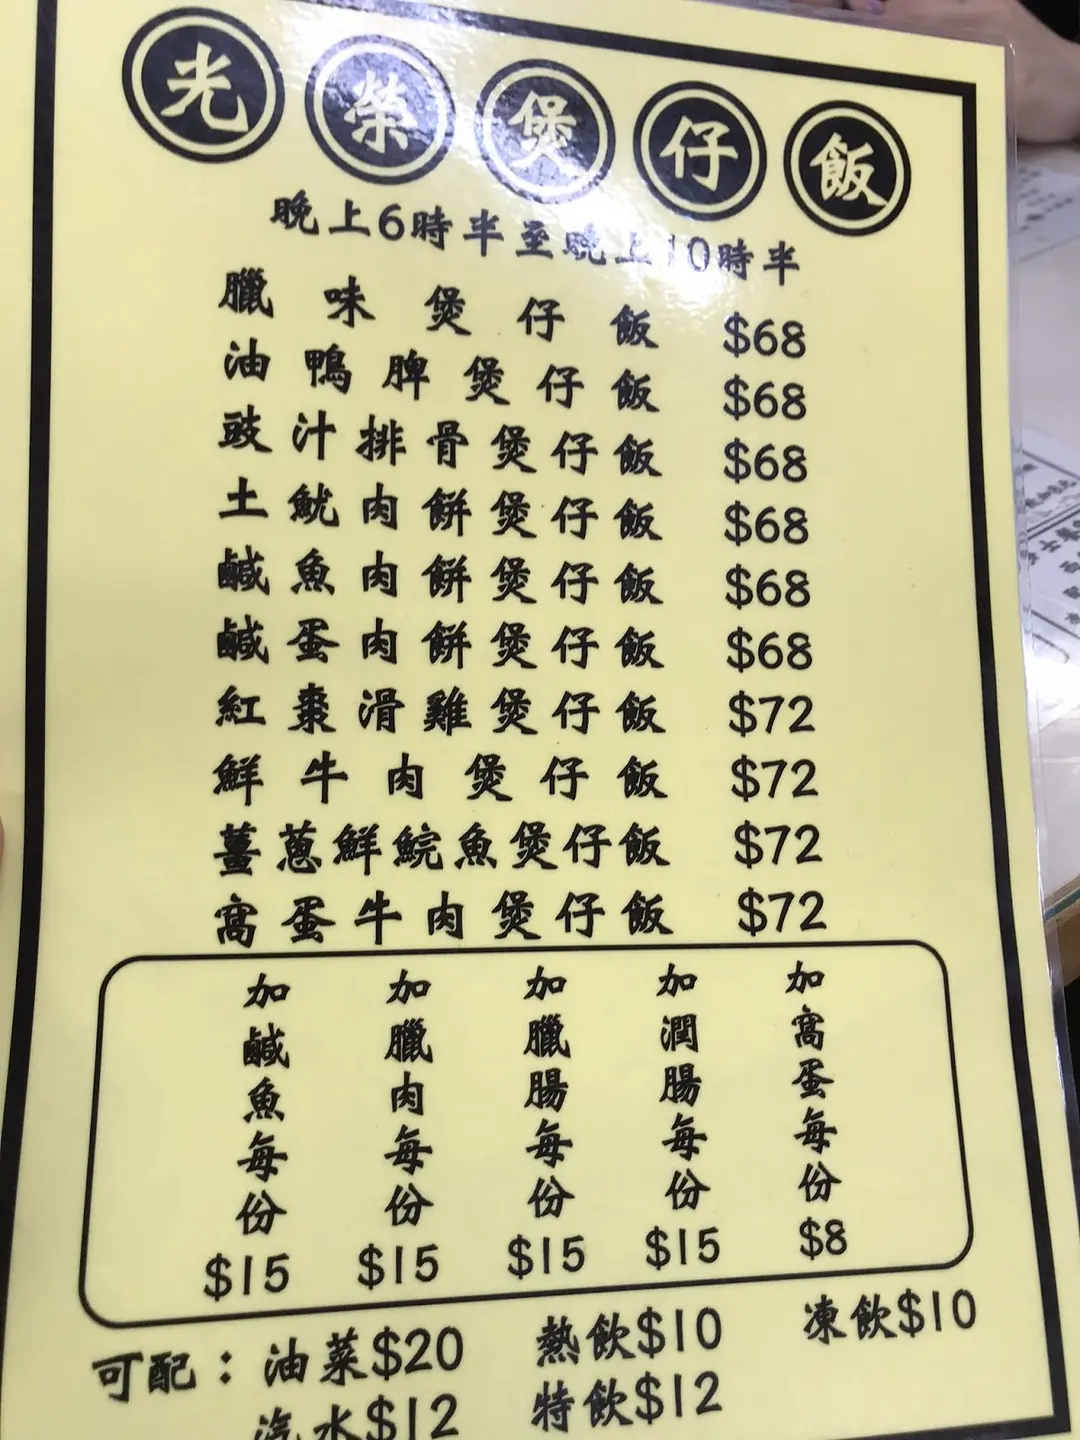 光榮煲仔飯
晚上6時半至晚上10時半
臘味煲仔飯 $68
油鴨脾煲仔飯 $68
豉汁排骨煲仔飯 $68
土魷肉餅煲仔飯 $68
鹹魚肉餅煲仔飯 $68
鹹蛋肉餅煲仔飯 $68
紅棗滑雞煲仔飯 $72
鮮牛肉煲仔飯 $72
薑蔥鮮鯇魚煲仔飯 $72
窩蛋牛肉煲仔飯 $72
加鹹魚每份 $15
加臘肉每份 $15
加臘腸每份 $15
加潤腸每份 $15
加窩蛋每份 $8
可配：油菜$20 熱飲$10 凍飲$10
汽水$12 特飲$12